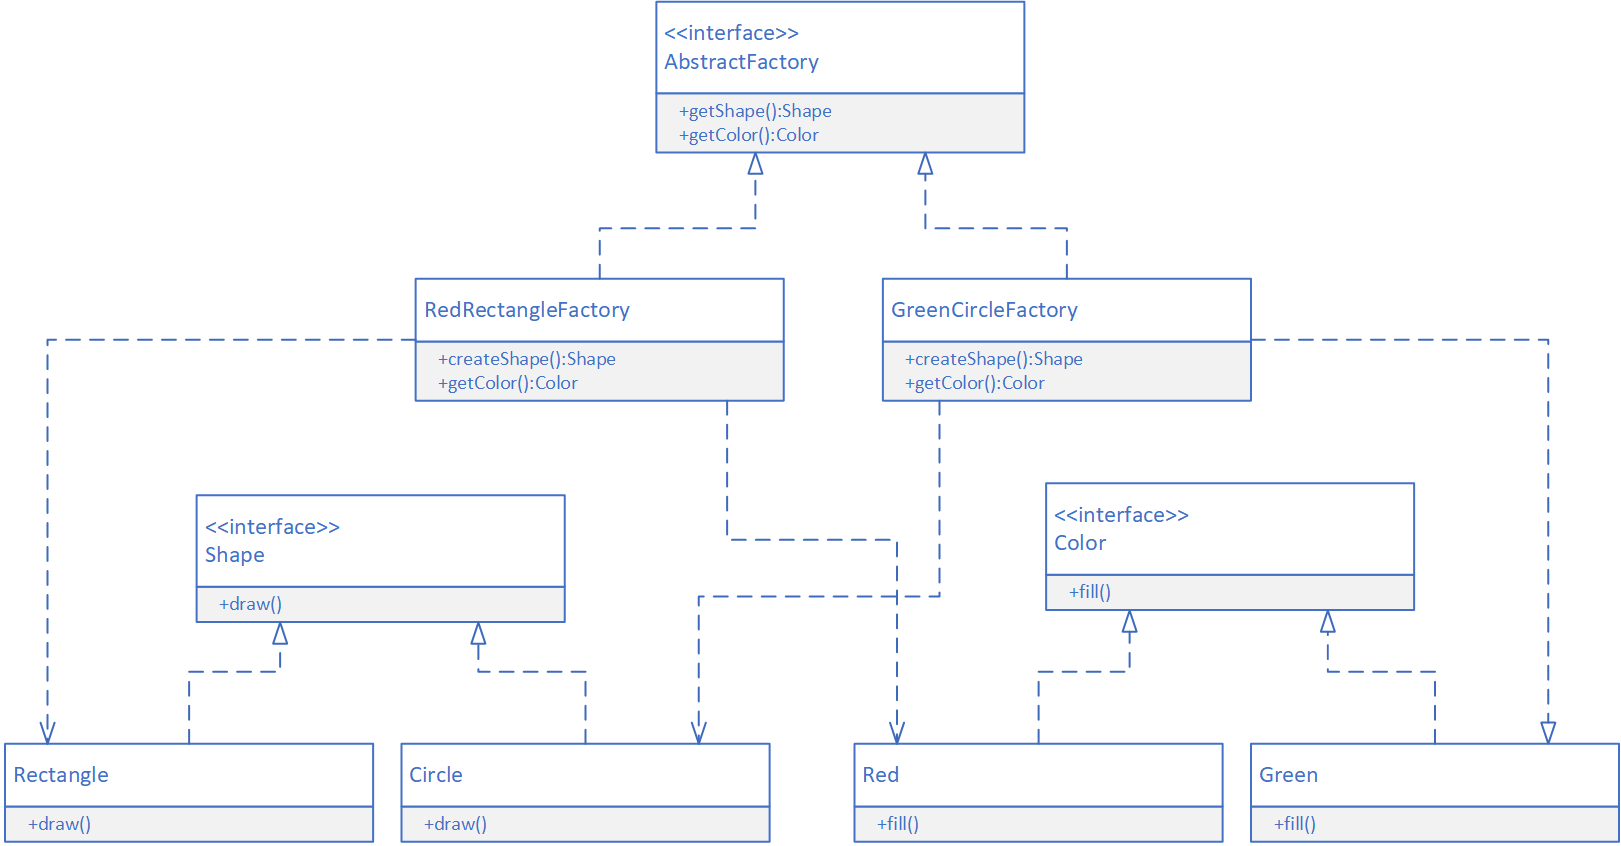 <<interface>>
AbstractFactory
+getShape():Shape
+getColor():Color
RedRectangleFactory
+createShape():Shape
+getColor():Color
GreenCircleFactory
+createShape():Shape
+getColor():Color
<<interface>>
Shape
+draw()
<<interface>>
Color
+fill()
Rectangle
+draw()
Circle
+draw()
Red
+fill()
Green
+fill()